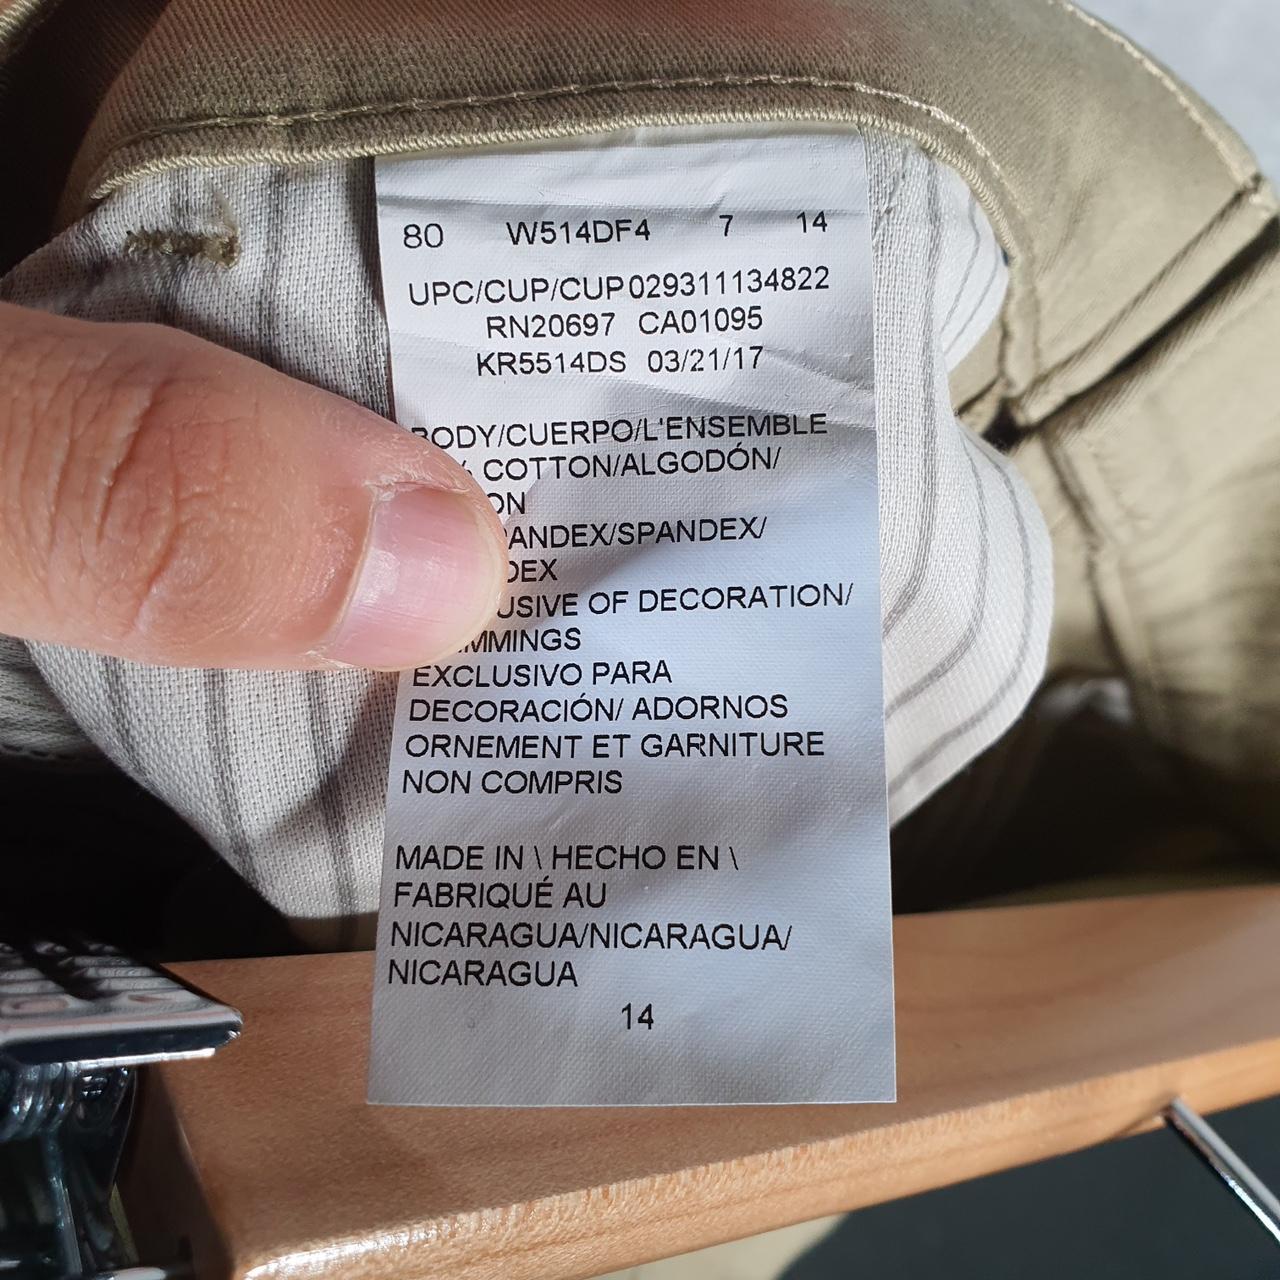 80 W514DF4 7 14
UPC/CUP/CUP 029311134822
RN20697 CA01095
KR5514DS 03/21/17
BODY/CUERPO/L'ENSEMBLE
% COTTON/ALGODÓN/
ON
PANDEX/SPANDEX/
DEX
USIVE OF DECORATION/
MMINGS
EXCLUSIVO PARA
DECORACIÓN/ ADORNOS
ORNEMENT ET GARNITURE
NON COMPRIS
MADE IN \ HECHO EN \
FABRIQUÉ AU
NICARAGUA/NICARAGUA/
NICARAGUA
14